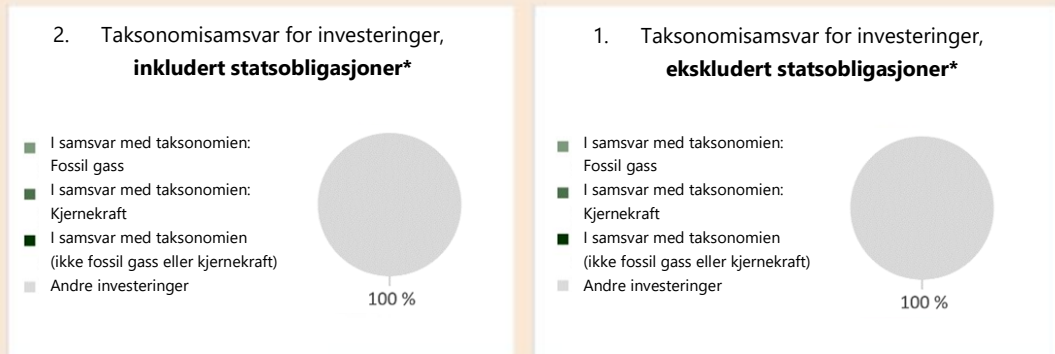 2. Taksonomisamsvar for investeringer,
inkludert statsobligasjoner*
I samsvar med taksonomien:
Fossil gass
I samsvar med taksonomien:
Kjernekraft
I samsvar med taksonomien
(ikke fossil gass eller kjernekraft)
Andre investeringer
100 %
1. Taksonomisamsvar for investeringer,
ekskludert statsobligasjoner*
I samsvar med taksonomien:
Fossil gass
I samsvar med taksonomien:
Kjernekraft
I samsvar med taksonomien
(ikke fossil gass eller kjernekraft)
Andre investeringer
100 %